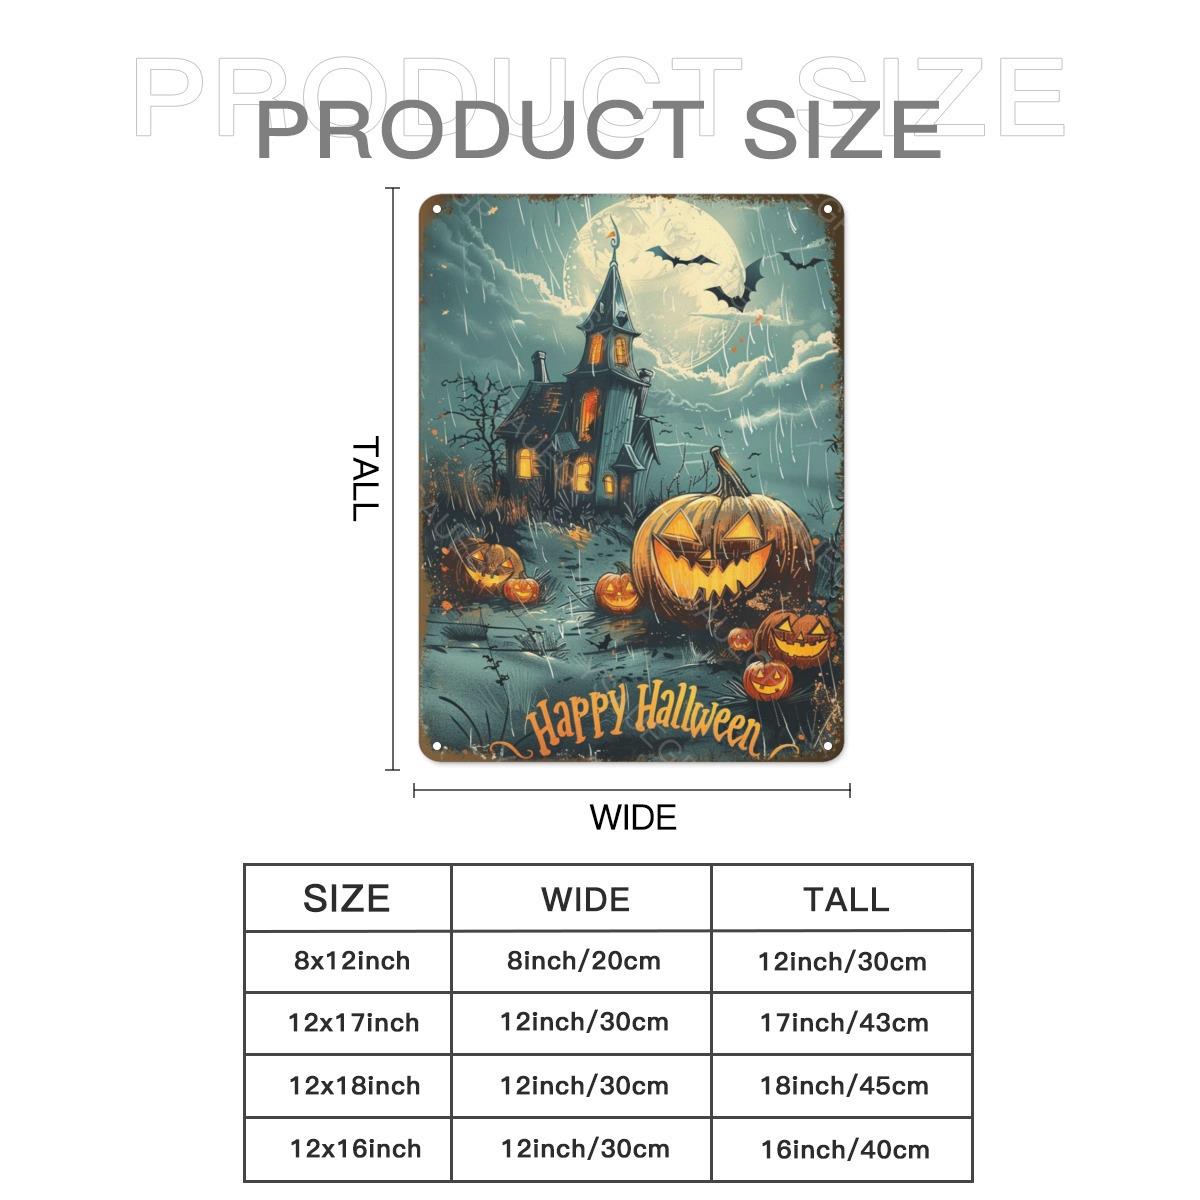 PRODUCT SIZE
PRODUCT SIZE
TALL
Happy Hallween
WIDE
SIZE WIDE TALL
8x12inch 8inch/20cm 12inch/30cm
12x17inch 12inch/30cm 17inch/43cm
12x18inch 12inch/30cm 18inch/45cm
12x16inch 12inch/30cm 16inch/40cm